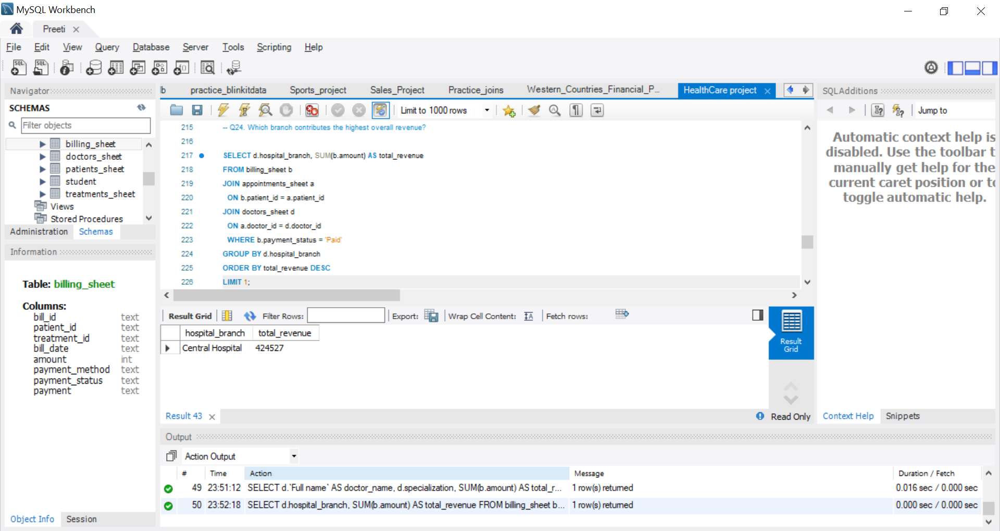 MySQL Workbench
Preeti
File Edit View Query Database Server Tools Scripting Help
Navigator
SCHEMAS
Filter objects
billing_sheet
doctors_sheet
patients_sheet
student
treatments_sheet
Views
Stored Procedures
Administration Schemas
Information
Table: billing_sheet
Columns:
bill_id text
patient_id text
treatment_id text
bill_date text
amount int
payment_method text
payment_status text
payment text
Object Info Session
lb practice_blinkitdata Sports_project Sales_Project Practice_joins Western_Countries_Financial_P... HealthCare project
Limit to 1000 rows
215 -- Q24. Which branch contributes the highest overall revenue?
216
217 SELECT d.hospital_branch, SUM(b.amount) AS total_revenue
218 FROM billing_sheet b
219 JOIN appointments_sheet a
220 ON b.patient_id = a.patient_id
221 JOIN doctors_sheet d
222 ON a.doctor_id = d.doctor_id
223 WHERE b.payment_status = 'Paid'
224 GROUP BY d.hospital_branch
225 ORDER BY total_revenue DESC
226 LIMIT 1;
Result Grid Filter Rows: Export: Wrap Cell Content: Fetch rows:
hospital_branch total_revenue
Central Hospital 424527
Result
Grid
Result 43
Read Only
SQLAdditions
Jump to
Automatic context help is
disabled. Use the toolbar t
manually get help for the
current caret position or to
toggle automatic help.
Context Help Snippets
Output
Action Output
# Time Action Message Duration / Fetch
49 23:51:12 SELECT d.`Full name` AS doctor_name, d.specialization, SUM(b.amount) AS total_r... 1 row(s) returned 0.016 sec / 0.000 sec
50 23:52:18 SELECT d.hospital_branch, SUM(b.amount) AS total_revenue FROM billing_sheet b... 1 row(s) returned 0.000 sec / 0.000 sec